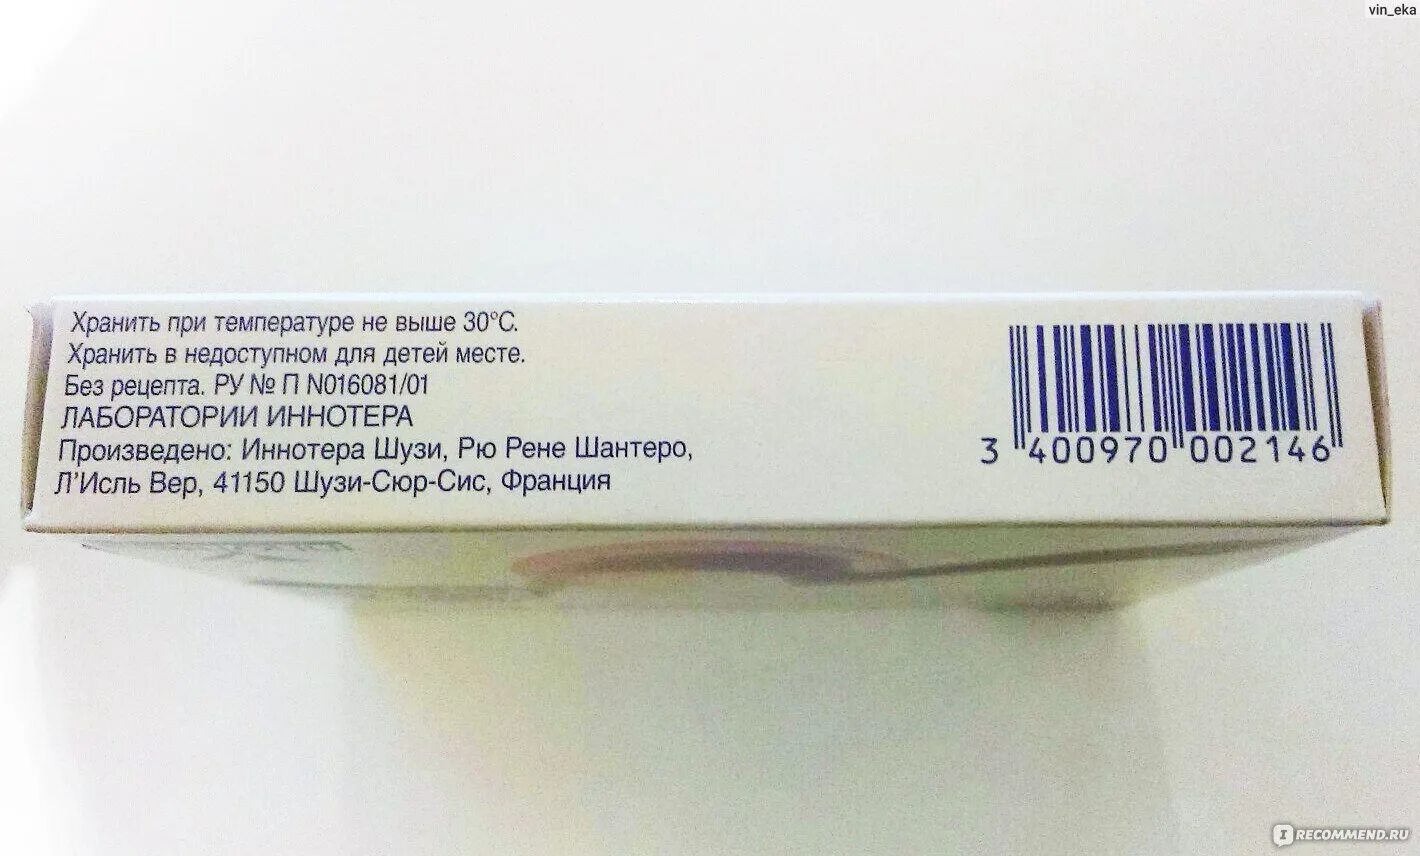 vin_eka
Хранить при температуре не выше 30°С.
Хранить в недоступном для детей месте.
Без рецепта. РУ № П N016081/01
ЛАБОРАТОРИИ ИННОТЕРА
Произведено: Иннотера Шузи, Рю Рене Шантеро,
Л'Исль Вер, 41150 Шузи-Сюр-Сис, Франция
3 400970 002146
IRECOMMEND.RU